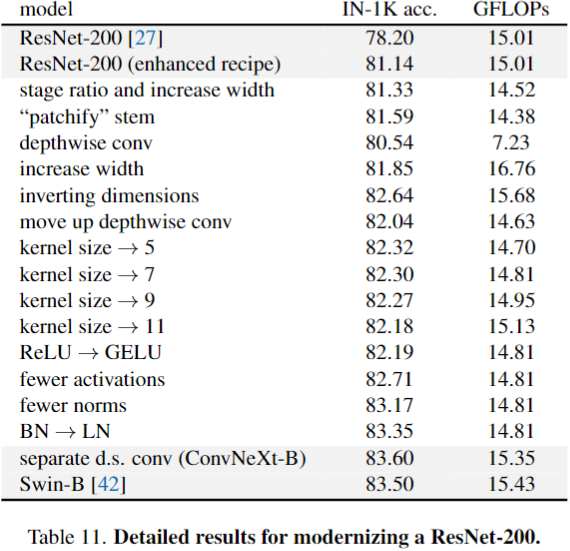 model IN-1K acc. GFLOPs
ResNet-200 [27] 78.20 15.01
ResNet-200 (enhanced recipe) 81.14 15.01
stage ratio and increase width 81.33 14.52
“patchify” stem 81.59 14.38
depthwise conv 80.54 7.23
increase width 81.85 16.76
inverting dimensions 82.64 15.68
move up depthwise conv 82.04 14.63
kernel size → 5 82.32 14.70
kernel size → 7 82.30 14.81
kernel size → 9 82.27 14.95
kernel size → 11 82.18 15.13
ReLU → GELU 82.19 14.81
fewer activations 82.71 14.81
fewer norms 83.17 14.81
BN → LN 83.35 14.81
separate d.s. conv (ConvNeXt-B) 83.60 15.35
Swin-B [42] 83.50 15.43
Table 11. Detailed results for modernizing a ResNet-200.